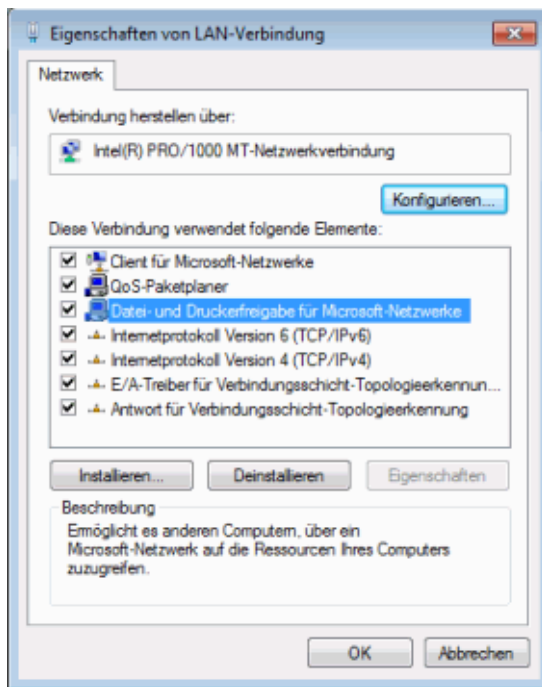 Eigenschaften von LAN-Verbindung
Netzwerk
Verbindung herstellen über:
Intel(R) PRO/1000 MT-Netzwerkverbindung
Konfigurieren...
Diese Verbindung verwendet folgende Elemente:
Client für Microsoft-Netzwerke
QoS-Paketplaner
Datei- und Druckerfreigabe für Microsoft-Netzwerke
Internetprotokoll Version 6 (TCP/IPv6)
Internetprotokoll Version 4 (TCP/IPv4)
E/A-Treiber für Verbindungsschicht-Topologieerkennun...
Antwort für Verbindungsschicht-Topologieerkennung
Installieren... Deinstallieren Eigenschaften
Beschreibung
Ermöglicht es anderen Computern, über ein
Microsoft-Netzwerk auf die Ressourcen Ihres Computers
zuzugreifen.
OK Abbrechen